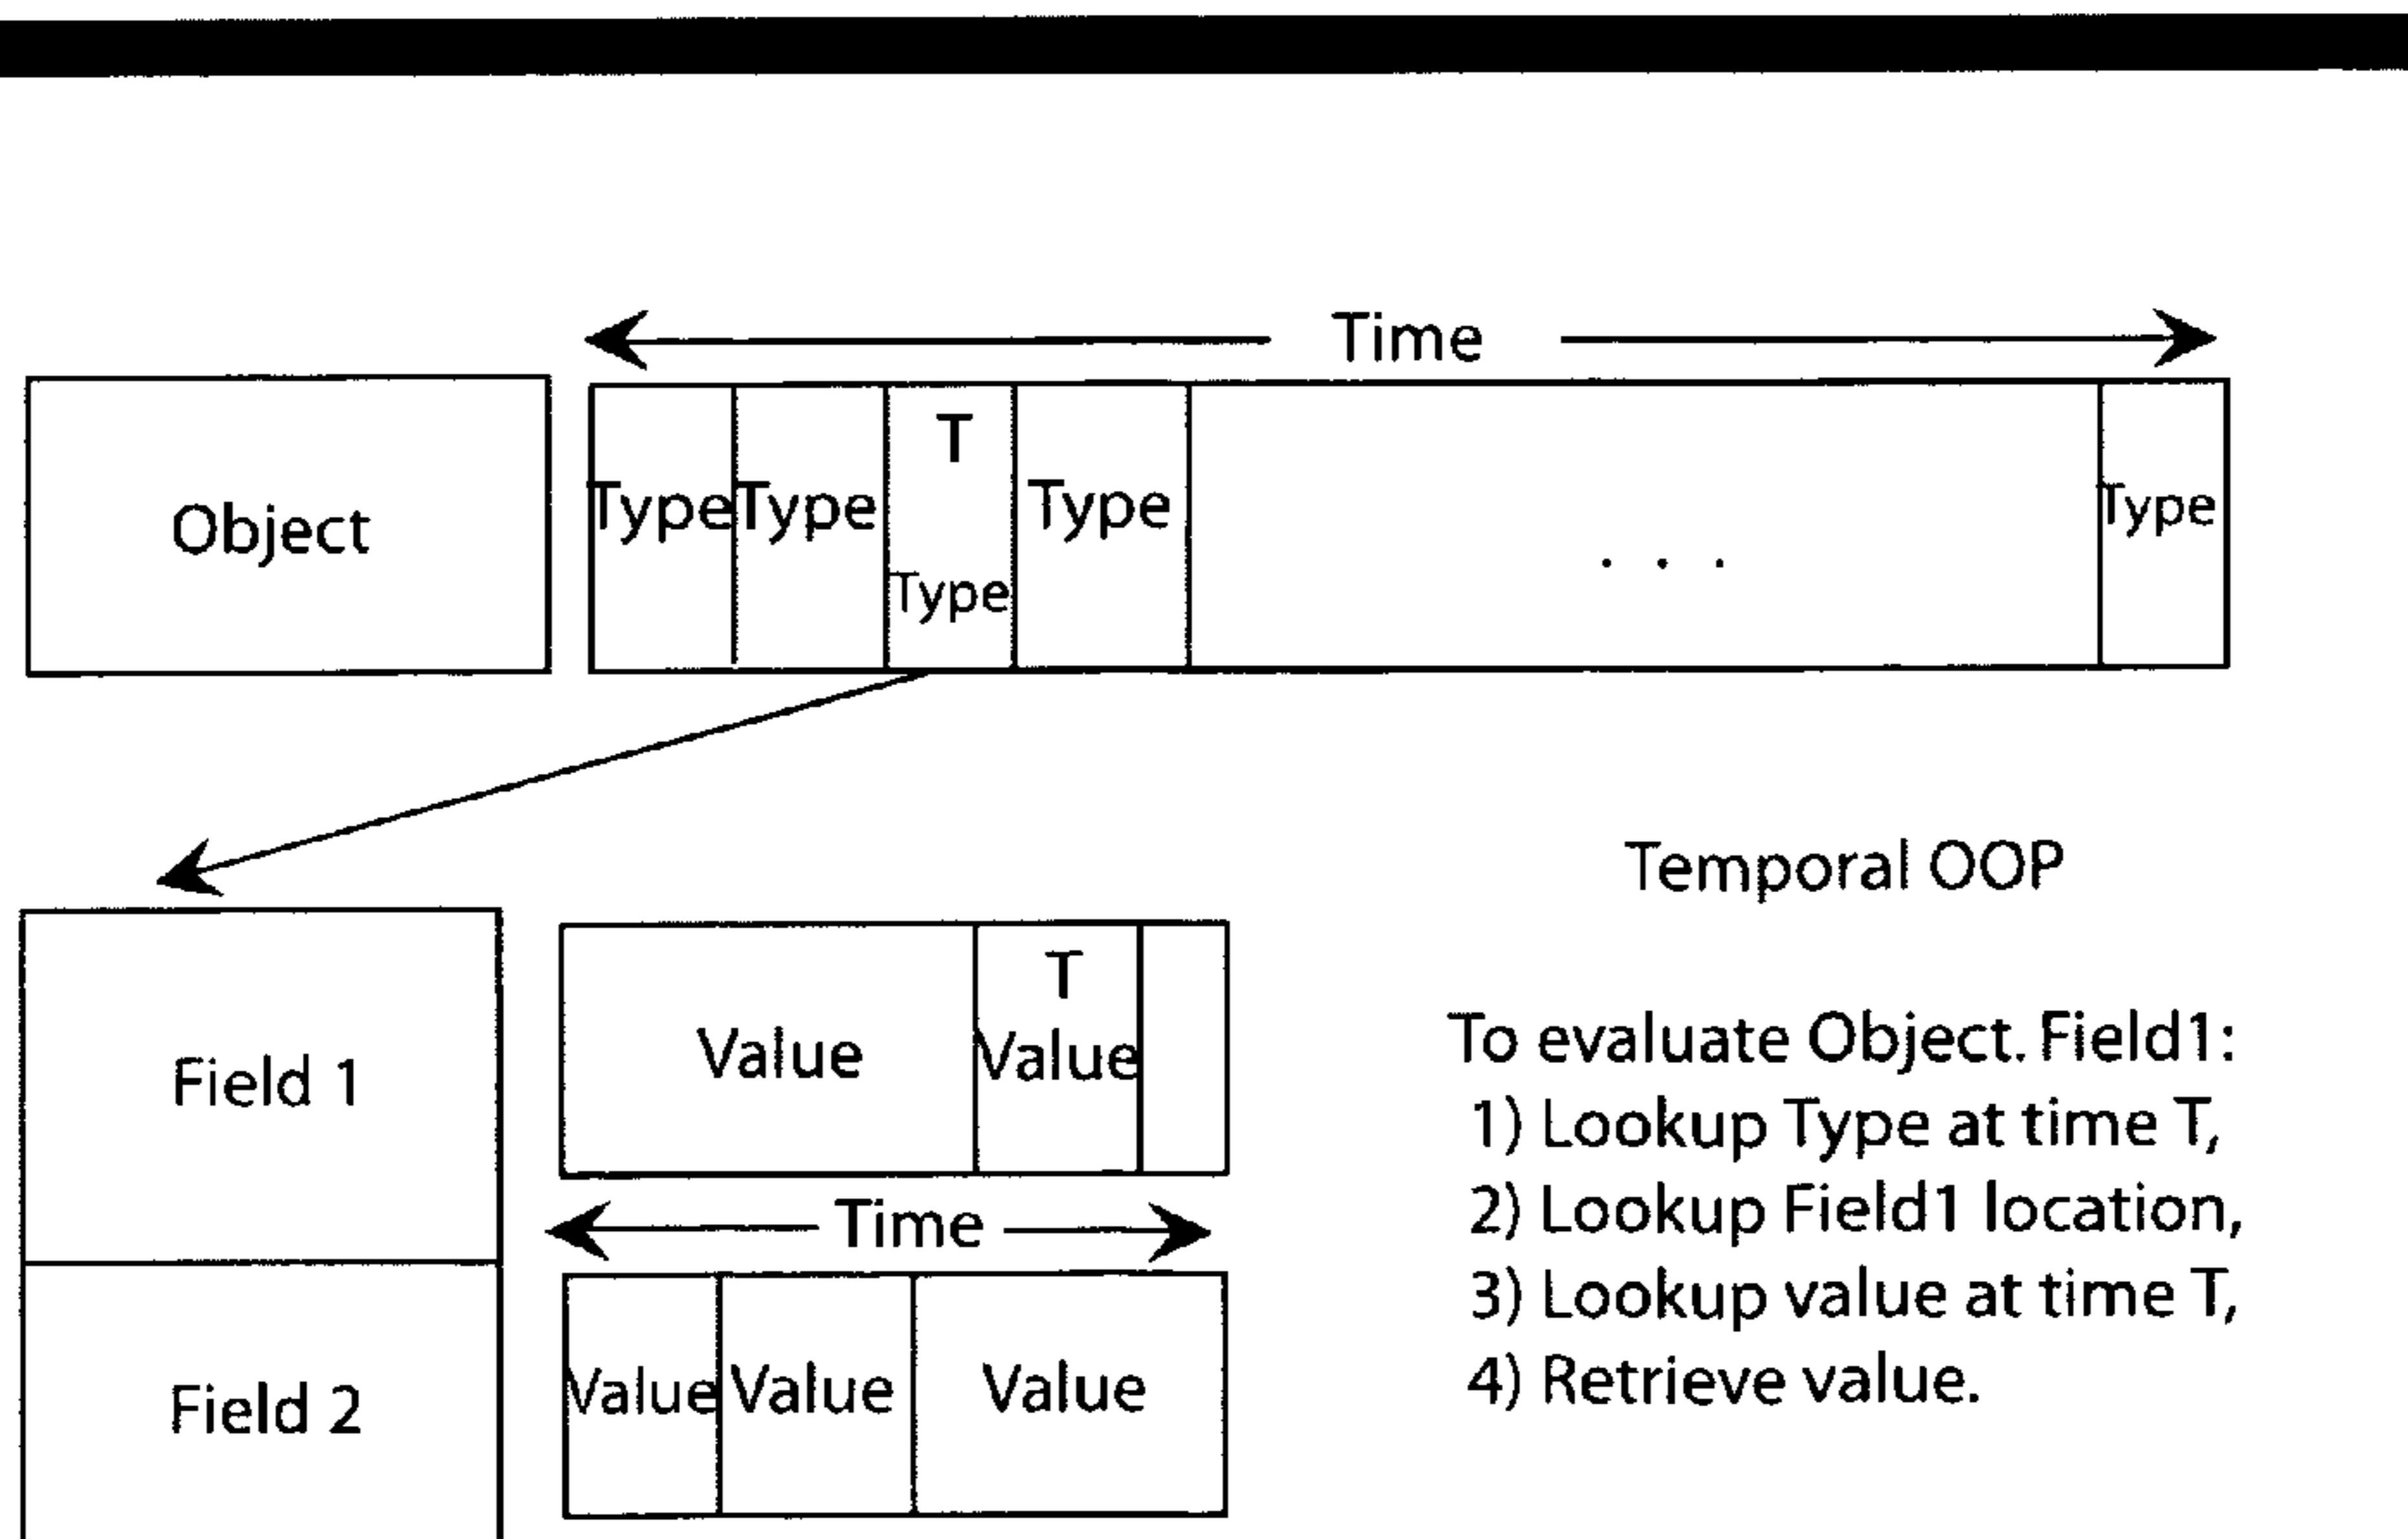 Time
Object
Type Type T Type Type . . . Type
Temporal OOP
Field 1
Value T Value
Time
Field 2
Value Value Value
To evaluate Object. Field1:
1) Lookup Type at time T,
2) Lookup Field1 location,
3) Lookup value at time T,
4) Retrieve value.